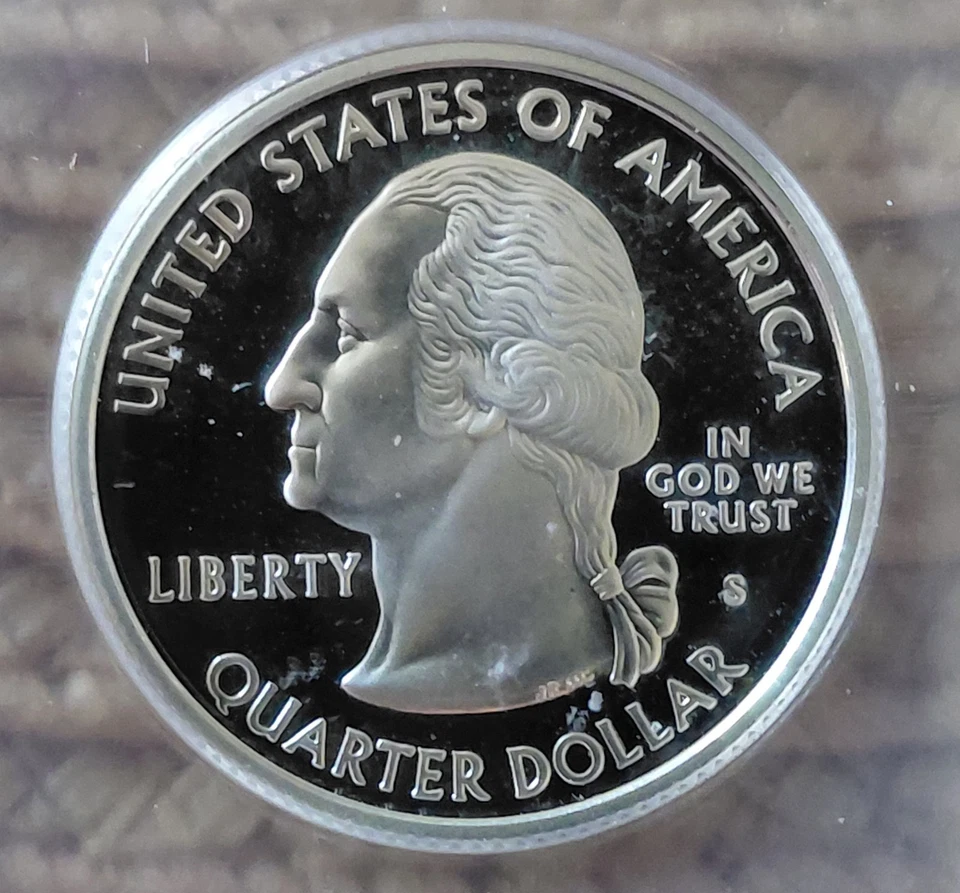 UNITED STATES OF AMERICA
LIBERTY
IN
GOD WE
TRUST
S
QUARTER DOLLAR